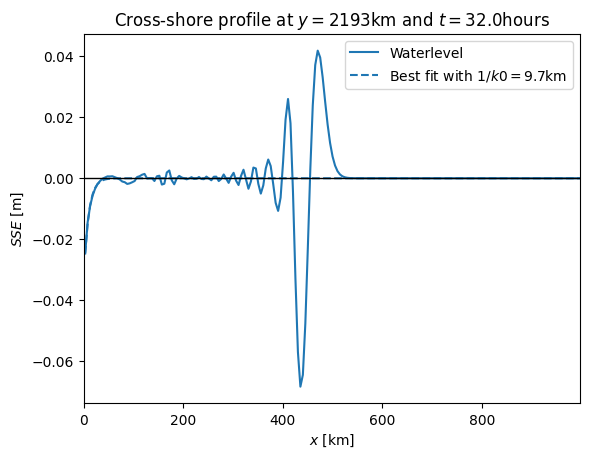 Cross-shore profile at y = 2193km and t = 32.0hours
Waterlevel
Best fit with 1/k0 = 9.7km
0.04
0.02
0.00
−0.02
−0.04
−0.06
SSE [m]
0 200 400 600 800
x [km]